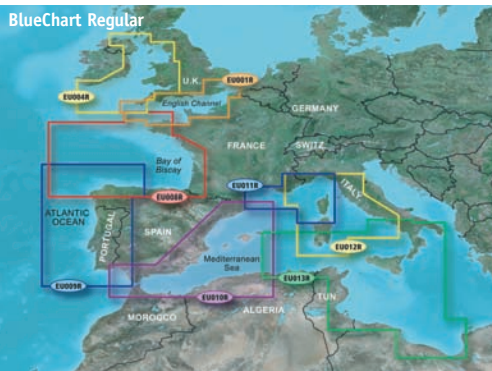 BlueChart Regular
U.K.
EU001R
EU004R
English Channel
GERMANY
FRANCE
SWITZ.
Bay of
Biscay
EU011R
ITALY
EU008R
ATLANTIC
OCEAN
PORTUGAL
SPAIN
EU012R
Mediterranean
Sea
EU013R
EU009R
EU010R
TUN
MOROCCO
ALGERIA